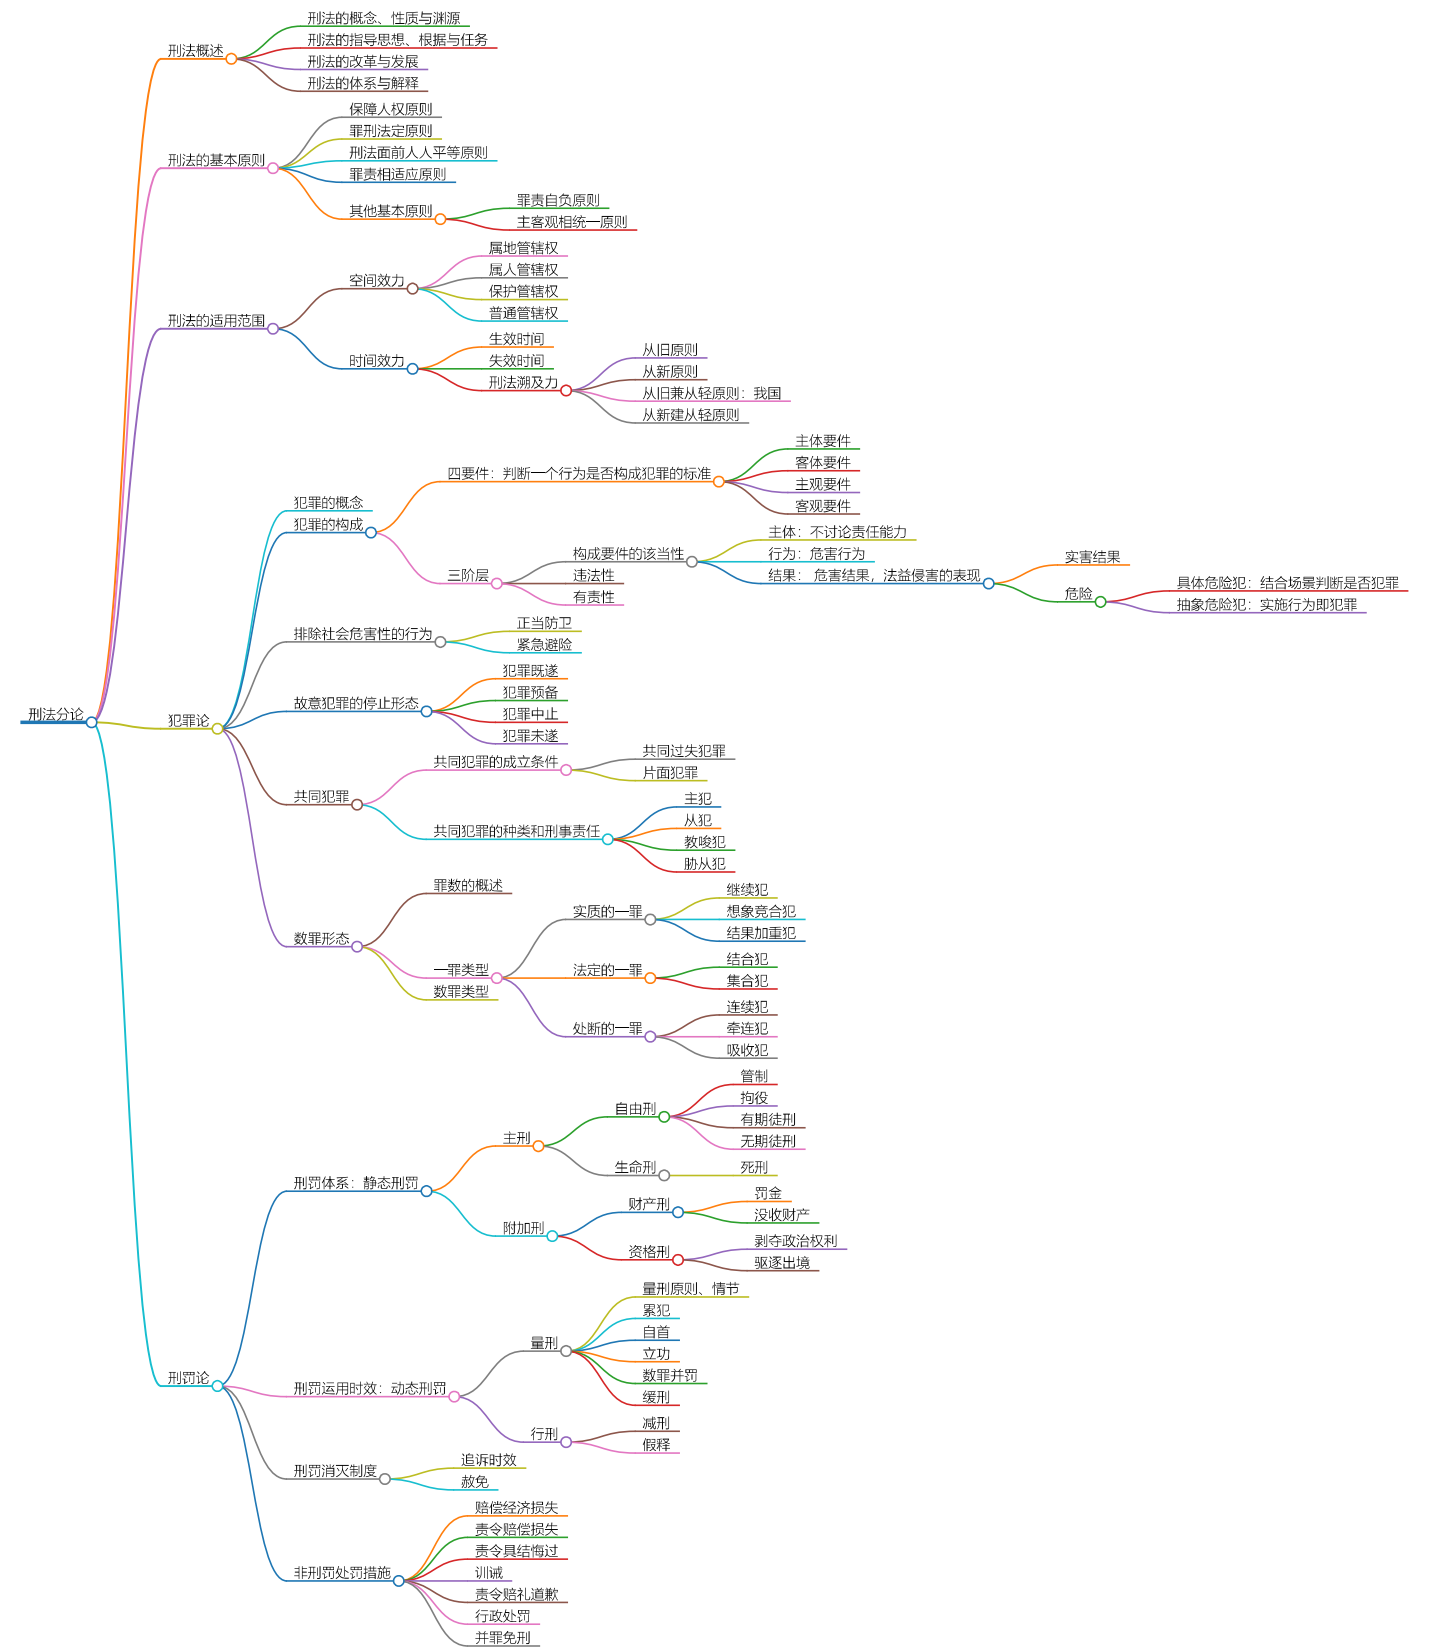 刑法分论
刑法概述
刑法的概念、性质与渊源
刑法的指导思想、根据与任务
刑法的改革与发展
刑法的体系与解释
刑法的基本原则
保障人权原则
罪刑法定原则
刑法面前人人平等原则
罪责相适应原则
其他基本原则
罪责自负原则
主客观相统一原则
刑法的适用范围
空间效力
属地管辖权
属人管辖权
保护管辖权
普通管辖权
时间效力
生效时间
失效时间
刑法溯及力
从旧原则
从新原则
从旧兼从轻原则：我国
从新建从轻原则
犯罪论
犯罪的概念
犯罪的构成
四要件：判断一个行为是否构成犯罪的标准
主体要件
客体要件
主观要件
客观要件
三阶层
构成要件的该当性
主体：不讨论责任能力
行为：危害行为
结果： 危害结果，法益侵害的表现
实害结果
危险
具体危险犯：结合场景判断是否犯罪
抽象危险犯：实施行为即犯罪
违法性
有责性
排除社会危害性的行为
正当防卫
紧急避险
故意犯罪的停止形态
犯罪既遂
犯罪预备
犯罪中止
犯罪未遂
共同犯罪
共同犯罪的成立条件
共同过失犯罪
片面犯罪
共同犯罪的种类和刑事责任
主犯
从犯
教唆犯
胁从犯
数罪形态
罪数的概述
一罪类型
实质的一罪
继续犯
想象竞合犯
结果加重犯
法定的一罪
结合犯
集合犯
处断的一罪
连续犯
牵连犯
吸收犯
数罪类型
刑罚论
刑罚体系：静态刑罚
主刑
自由刑
管制
拘役
有期徒刑
无期徒刑
生命刑
死刑
附加刑
财产刑
罚金
没收财产
资格刑
剥夺政治权利
驱逐出境
刑罚运用时效：动态刑罚
量刑
量刑原则、情节
累犯
自首
立功
数罪并罚
缓刑
行刑
减刑
假释
刑罚消灭制度
追诉时效
赦免
非刑罚处罚措施
赔偿经济损失
责令赔偿损失
责令具结悔过
训诫
责令赔礼道歉
行政处罚
并罪免刑